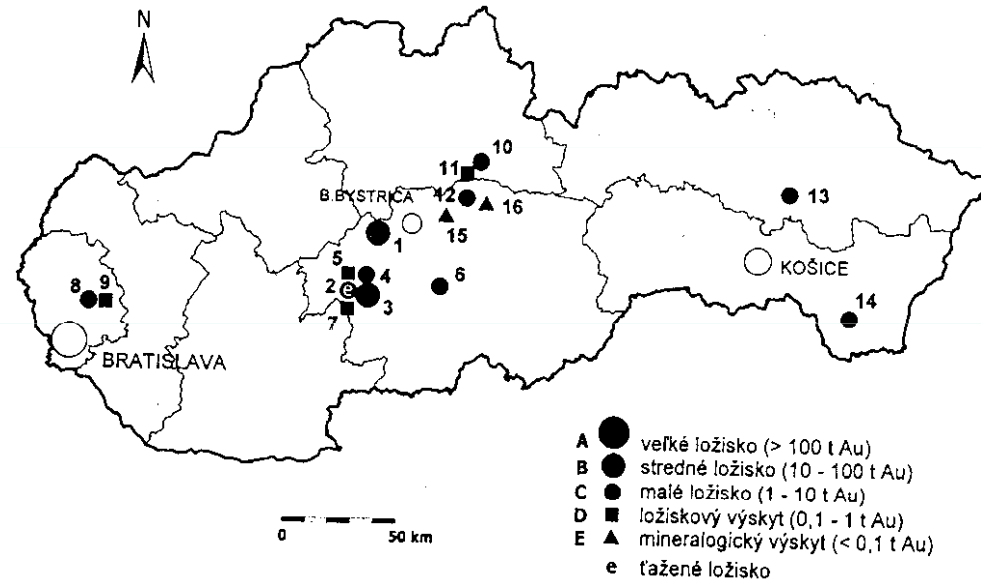 N
10
11
B.BYSTRICA
12
16
13
15
1
5
4
2 e
6
3
7
8 9
KOŠICE
14
BRATISLAVA
A veľké ložisko (> 100 t Au)
B stredné ložisko (10 - 100 t Au)
C malé ložisko (1 - 10 t Au)
D ložiskový výskyt (0,1 - 1 t Au)
E mineralogický výskyt (< 0,1 t Au)
e ťažené ložisko
0 50 km